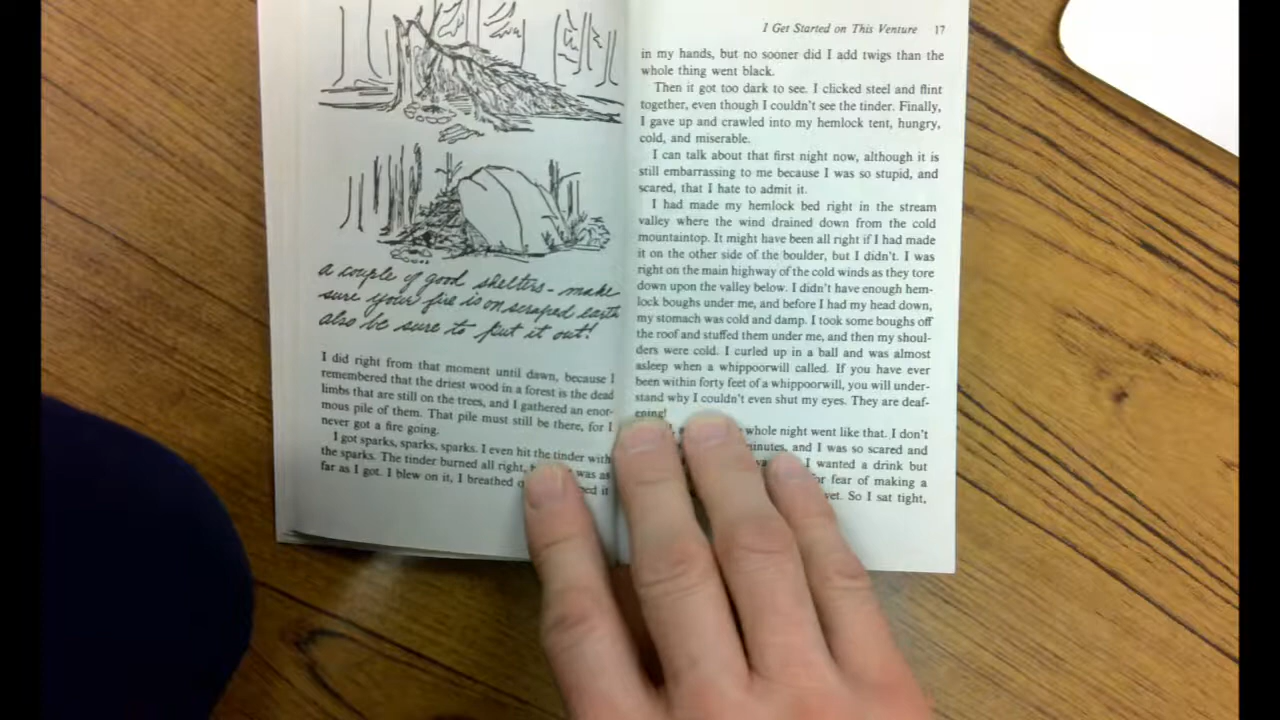 a couple of good shelters - make
sure your fire is on scraped earth
also be sure to put it out!
I did right from that moment until dawn, because I
remembered that the driest wood in a forest is the dead
limbs that are still on the trees, and I gathered an enor-
mous pile of them. That pile must still be there, for I
never got a fire going.
I got sparks, sparks, sparks. I even hit the tinder with
the sparks. The tinder burned all right, was as
far as I got. I blew on it, I breathed it
I Get Started on This Venture 17
in my hands, but no sooner did I add twigs than the
whole thing went black.
Then it got too dark to see. I clicked steel and flint
together, even though I couldn't see the tinder. Finally,
I gave up and crawled into my hemlock tent, hungry,
cold, and miserable.
I can talk about that first night now, although it is
still embarrassing to me because I was so stupid, and
scared, that I hate to admit it.
I had made my hemlock bed right in the stream
valley where the wind drained down from the cold
mountaintop. It might have been all right if I had made
it on the other side of the boulder, but I didn't. I was
right on the main highway of the cold winds as they tore
down upon the valley below. I didn't have enough hem-
lock boughs under me, and before I had my head down,
my stomach was cold and damp. I took some boughs off
the roof and stuffed them under me, and then my shoul-
ders were cold. I curled up in a ball and was almost
asleep when a whippoorwill called. If you have ever
been within forty feet of a whippoorwill, you will under-
stand why I couldn't even shut my eyes. They are deaf-
ening!
whole night went like that. I don't
minutes, and I was so scared and
I wanted a drink but
for fear of making a
So I sat tight,